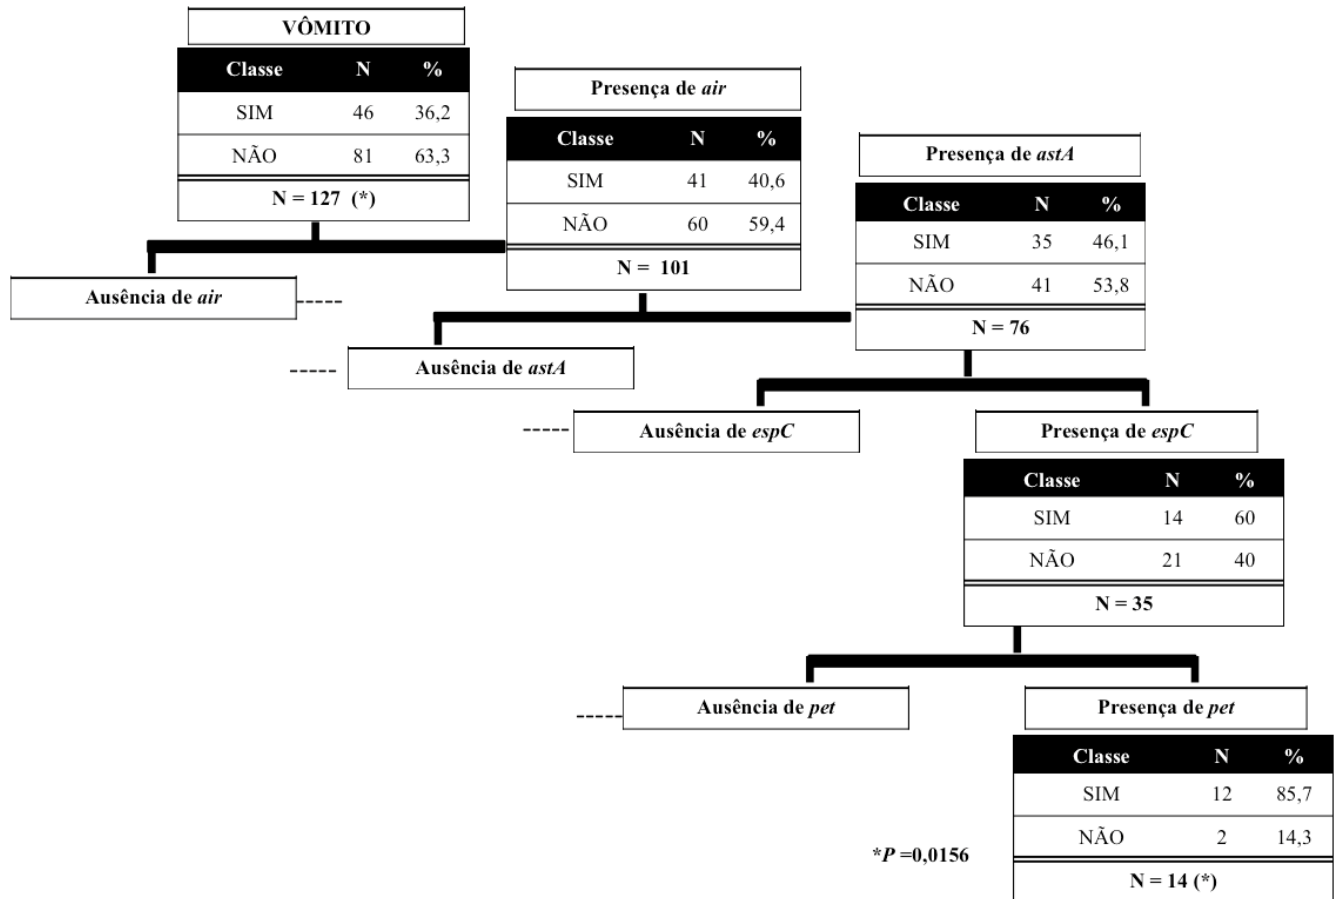 VÔMITO
Classe N %
SIM 46 36,2
NÃO 81 63,3
N = 127 (*)
Ausência de air
Presença de air
Classe N %
SIM 41 40,6
NÃO 60 59,4
N = 101
Ausência de astA
Presença de astA
Classe N %
SIM 35 46,1
NÃO 41 53,8
N = 76
Ausência de espC
Presença de espC
Classe N %
SIM 14 60
NÃO 21 40
N = 35
Ausência de pet
Presença de pet
Classe N %
SIM 12 85,7
NÃO 2 14,3
N = 14 (*)
*P =0,0156